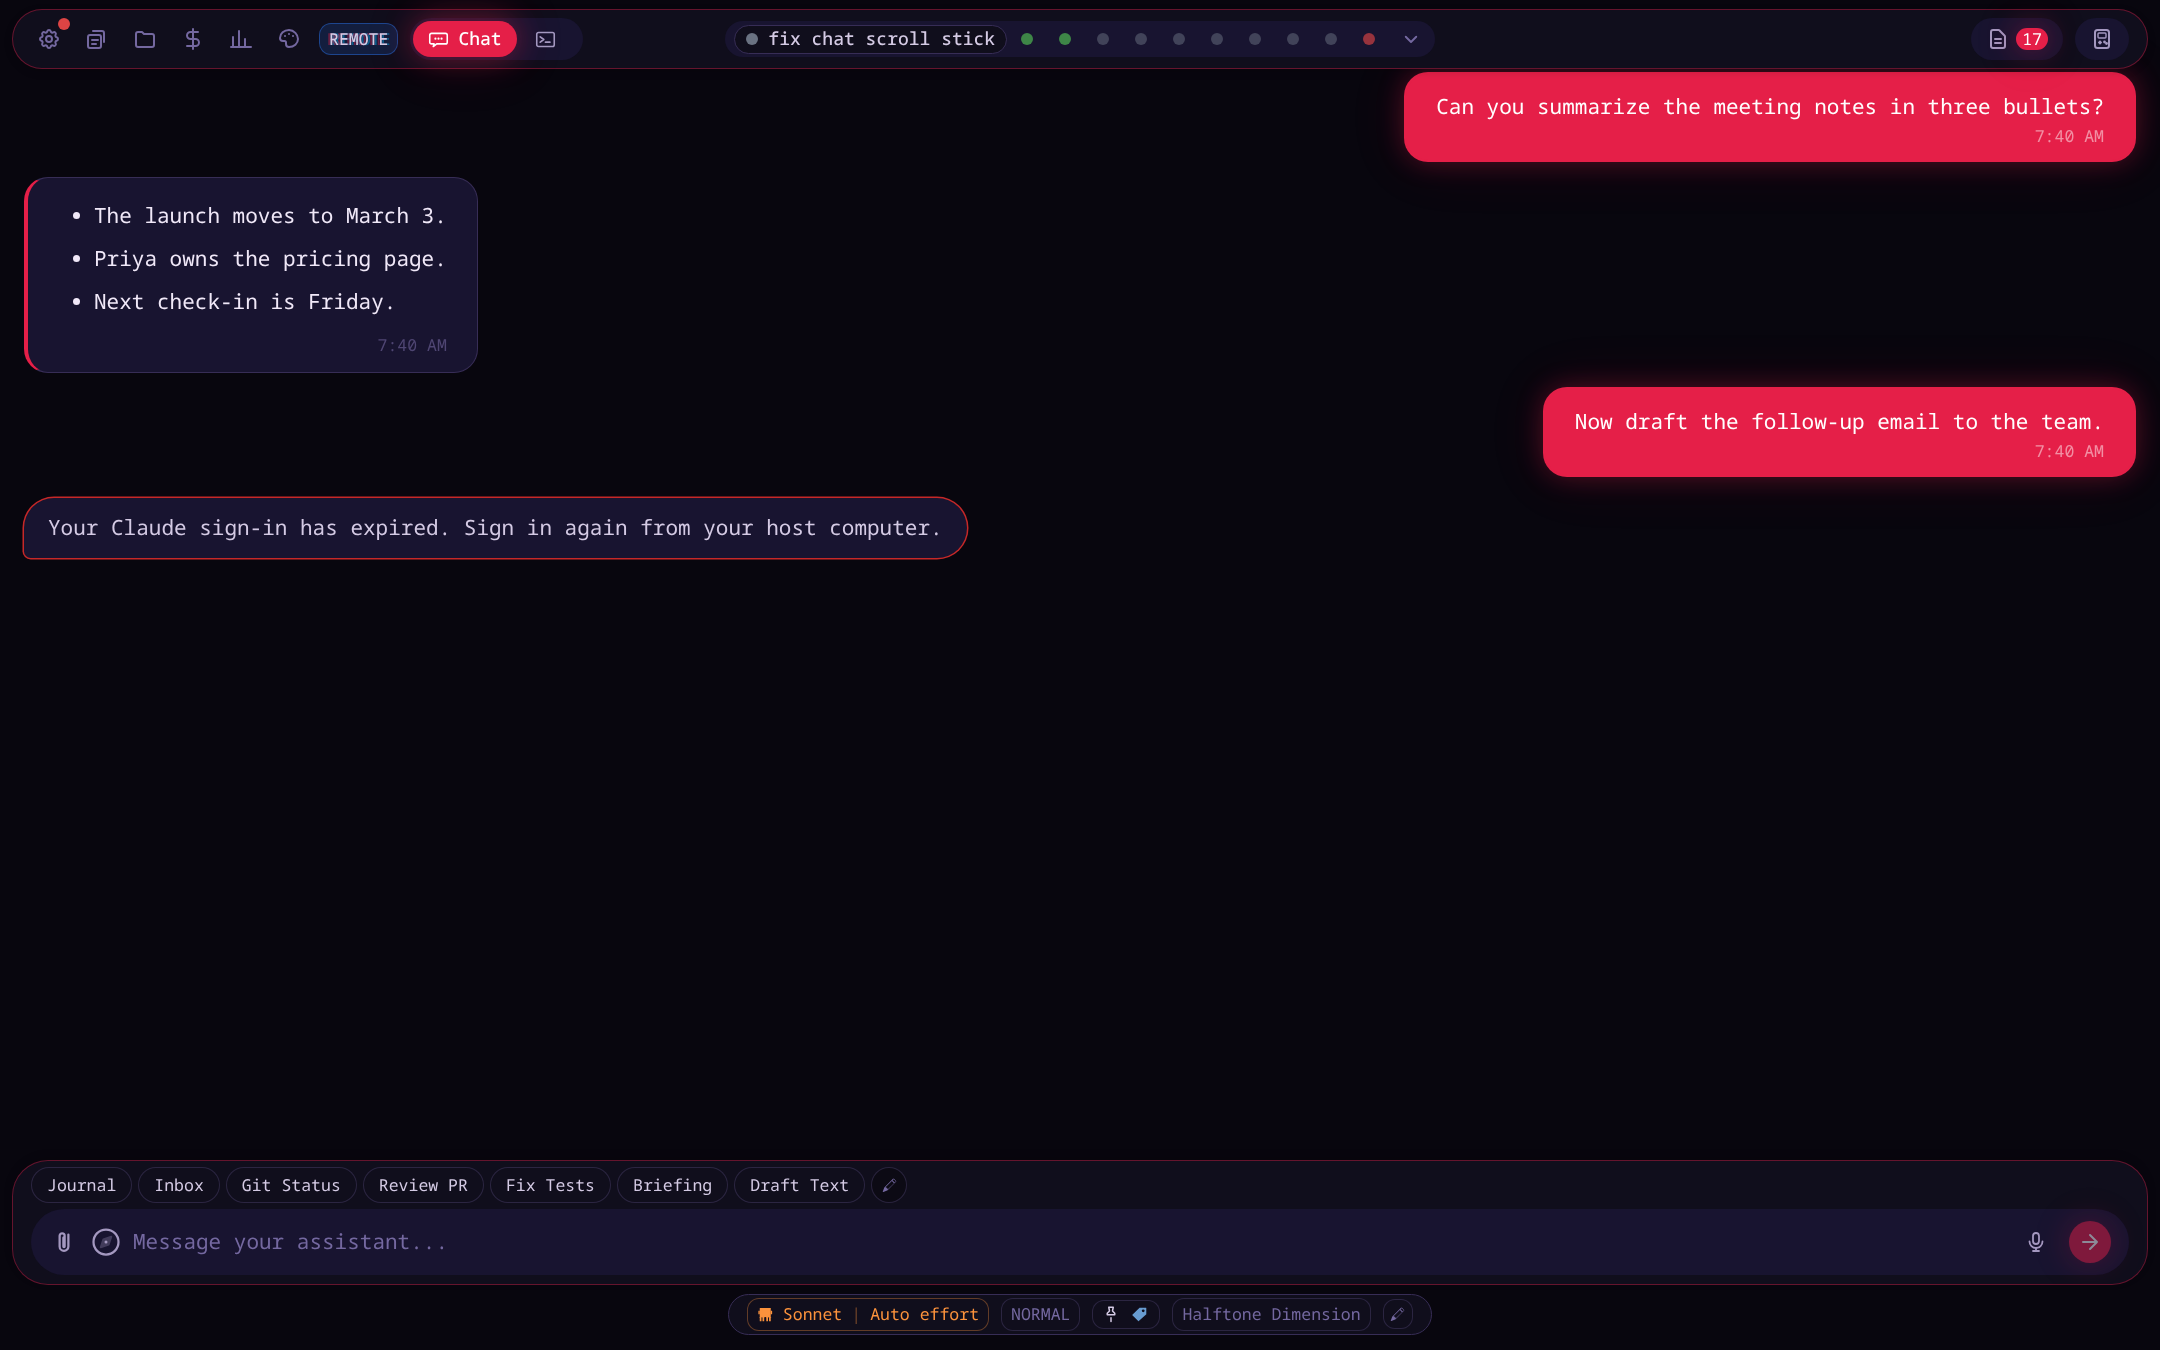 REMOTE
Chat
fix chat scroll stick
17
Can you summarize the meeting notes in three bullets?
7:40 AM
• The launch moves to March 3.
• Priya owns the pricing page.
• Next check-in is Friday.
7:40 AM
Now draft the follow-up email to the team.
7:40 AM
Your Claude sign-in has expired. Sign in again from your host computer.
Journal
Inbox
Git Status
Review PR
Fix Tests
Briefing
Draft Text
Message your assistant...
Sonnet | Auto effort
NORMAL
Halftone Dimension